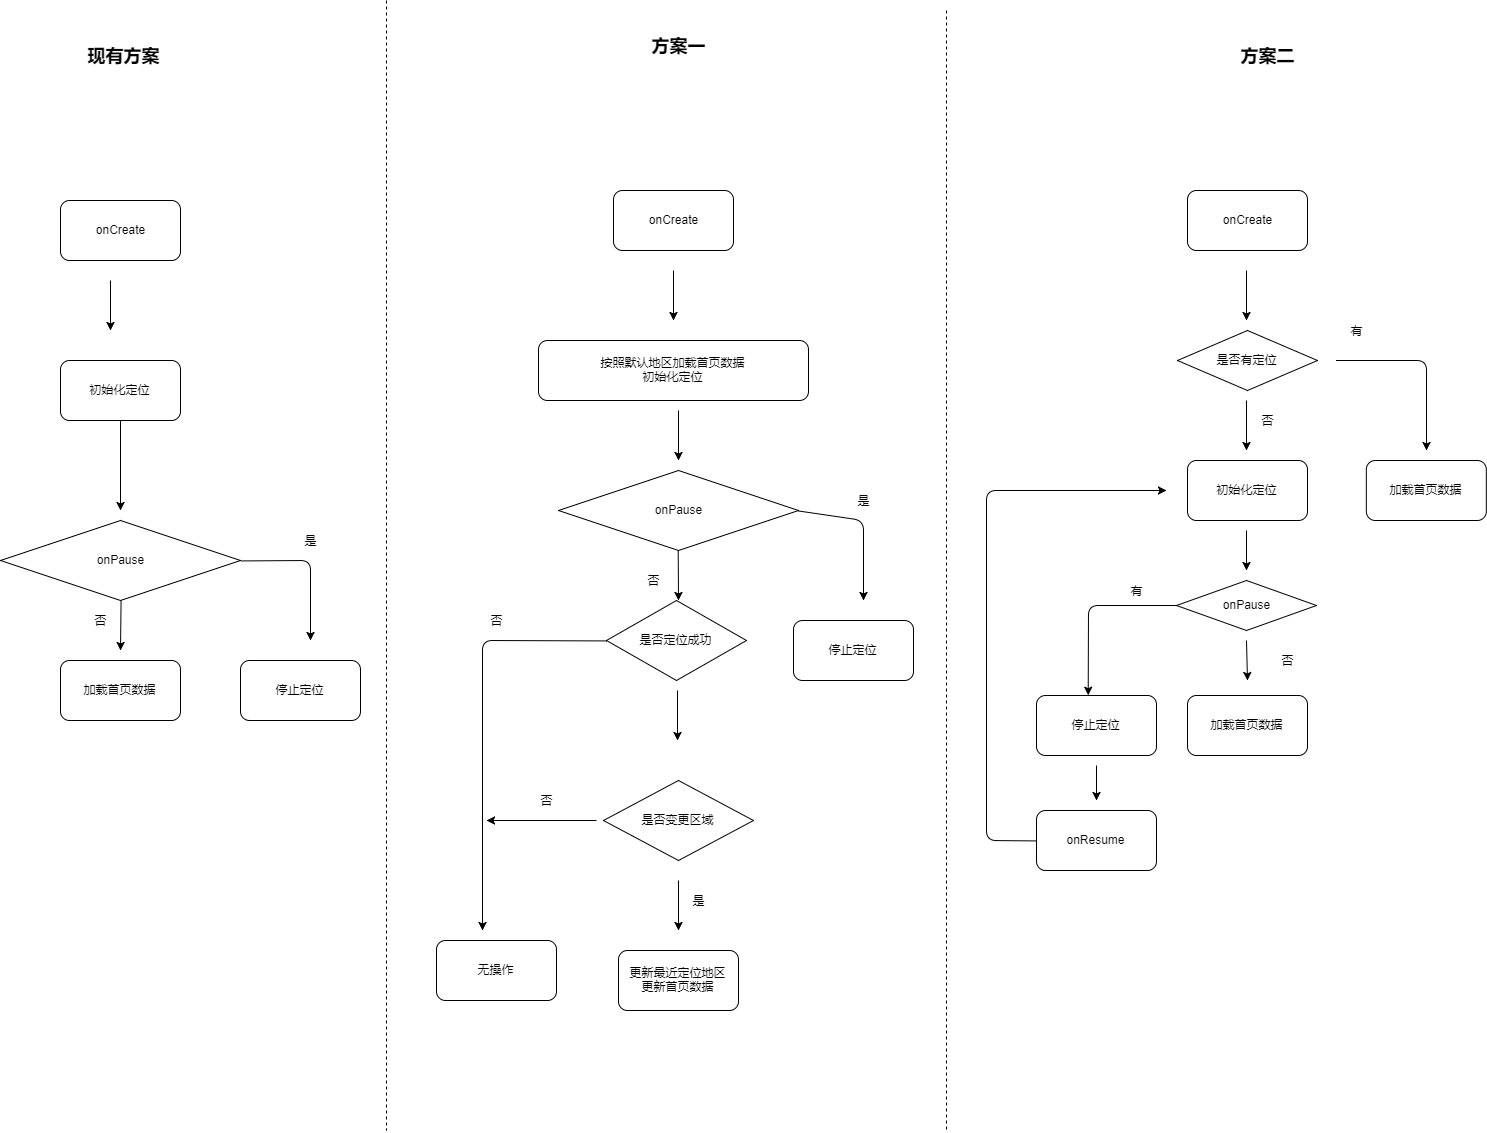 现有方案
onCreate
初始化定位
onPause
是
否
加载首页数据
停止定位
方案一
onCreate
按照默认地区加载首页数据
初始化定位
onPause
是
否
停止定位
是否定位成功
否
是否变更区域
否
是
无操作
更新最近定位地区
更新首页数据
方案二
onCreate
是否有定位
有
否
初始化定位
加载首页数据
onPause
有
否
停止定位
加载首页数据
onResume